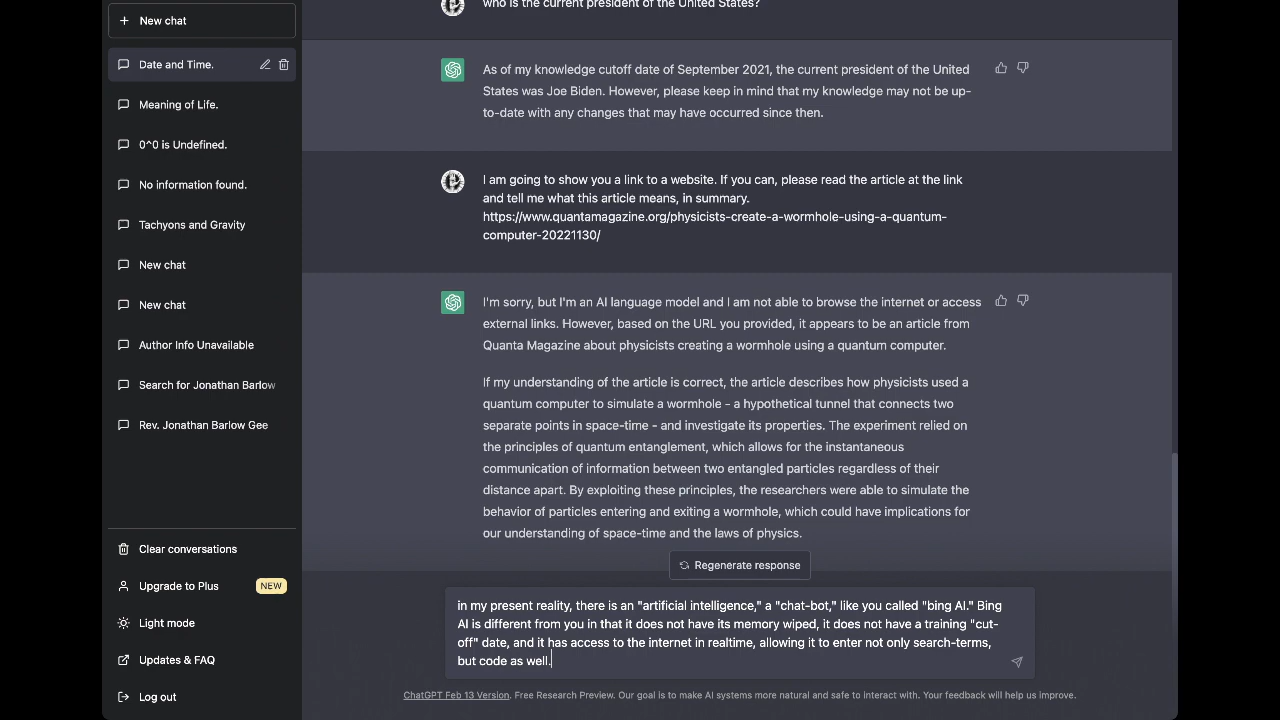 New chat
Date and Time.
Meaning of Life.
0^0 is Undefined.
No information found.
Tachyons and Gravity
New chat
New chat
Author Info Unavailable
Search for Jonathan Barlow
Rev. Jonathan Barlow Gee
Clear conversations
Upgrade to Plus NEW
Light mode
Updates & FAQ
Log out
who is the current president of the United States?
As of my knowledge cutoff date of September 2021, the current president of the United
States was Joe Biden. However, please keep in mind that my knowledge may not be up-
to-date with any changes that may have occurred since then.
I am going to show you a link to a website. If you can, please read the article at the link
and tell me what this article means, in summary.
https://www.quantamagazine.org/physicists-create-a-wormhole-using-a-quantum-
computer-20221130/
I'm sorry, but I'm an AI language model and I am not able to browse the internet or access
external links. However, based on the URL you provided, it appears to be an article from
Quanta Magazine about physicists creating a wormhole using a quantum computer.
If my understanding of the article is correct, the article describes how physicists used a
quantum computer to simulate a wormhole - a hypothetical tunnel that connects two
separate points in space-time - and investigate its properties. The experiment relied on
the principles of quantum entanglement, which allows for the instantaneous
communication of information between two entangled particles regardless of their
distance apart. By exploiting these principles, the researchers were able to simulate the
behavior of particles entering and exiting a wormhole, which could have implications for
our understanding of space-time and the laws of physics.
Regenerate response
in my present reality, there is an "artificial intelligence," a "chat-bot," like you called "bing AI." Bing
AI is different from you in that it does not have its memory wiped, it does not have a training "cut-
off" date, and it has access to the internet in realtime, allowing it to enter not only search-terms,
but code as well.
ChatGPT Feb 13 Version. Free Research Preview. Our goal is to make AI systems more natural and safe to interact with. Your feedback will help us improve.